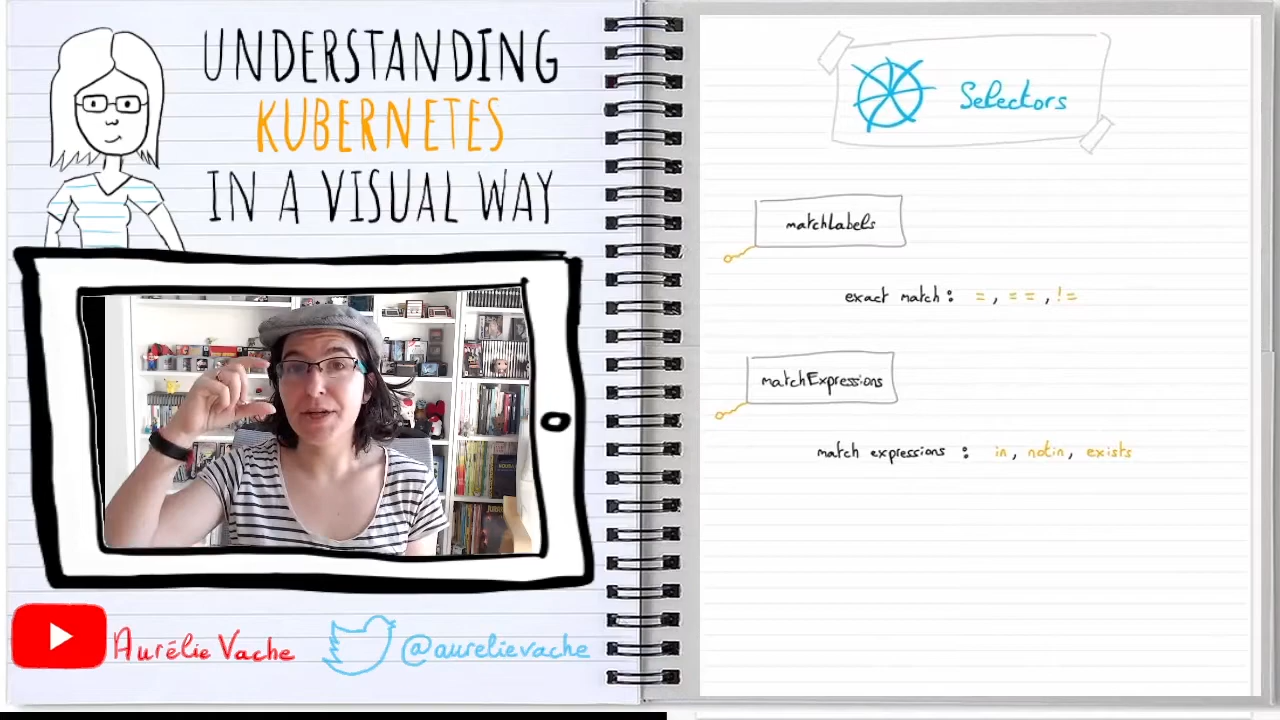 UNDERSTANDING
KUBERNETES
IN A VISUAL WAY
Aurélie Vache
@aurelievache
Selectors
matchLabels
exact match : =, ==, !=
matchExpressions
match expressions : in, notin, exists